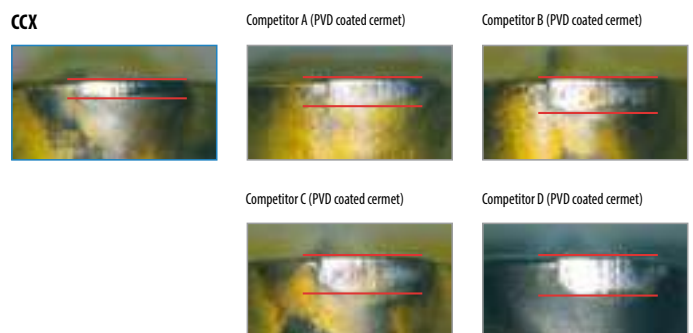 CCX
Competitor A (PVD coated cermet)
Competitor B (PVD coated cermet)
Competitor C (PVD coated cermet)
Competitor D (PVD coated cermet)